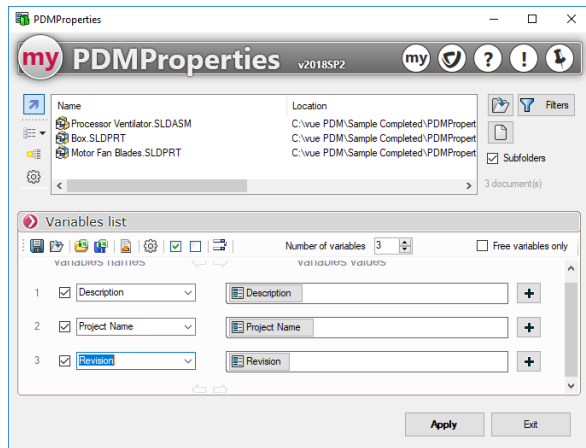 PDMProperties
my PDMProperties v2018SP2 my ? !
Name Location
Processor Ventilator.SLDASM C:\vue PDM\Sample Completed\PDMPropert
Box.SLDPRT C:\vue PDM\Sample Completed\PDMPropert
Motor Fan Blades.SLDPRT C:\vue PDM\Sample Completed\PDMPropert
Filters
Subfolders
3 document(s)
Variables list
Number of variables 3 Free variables only
Variables names Variables values
1 Description Description +
2 Project Name Project Name +
3 Revision Revision +
Apply Exit